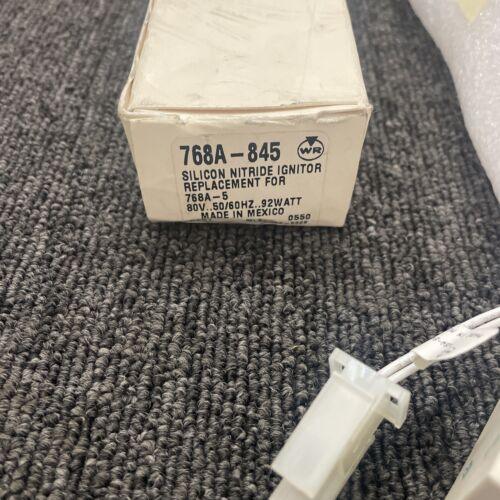 768A-845
WR
SILICON NITRIDE IGNITOR
REPLACEMENT FOR
768A-5
80V..50/60HZ..92WATT
MADE IN MEXICO
0550